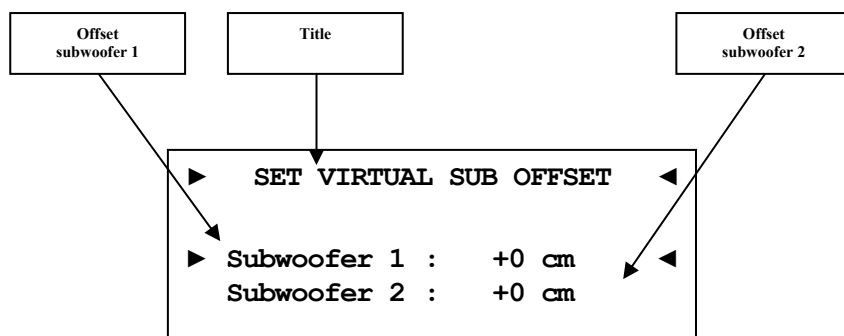 Offset
subwoofer 1
Title
Offset
subwoofer 2
► SET VIRTUAL SUB OFFSET ◄
► Subwoofer 1 : +0 cm ◄
Subwoofer 2 : +0 cm